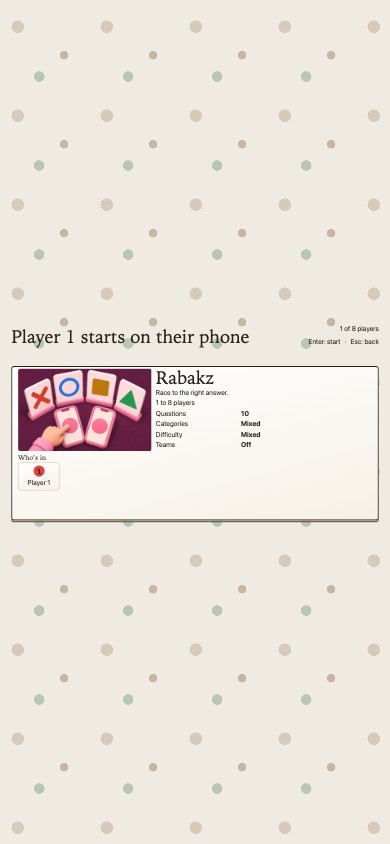 Player 1 starts on their phone
1 of 8 players
Enter: start · Esc: back
Rabakz
Race to the right answer.
1 to 8 players
Questions 10
Categories Mixed
Difficulty Mixed
Teams Off
Who's in
1
Player 1